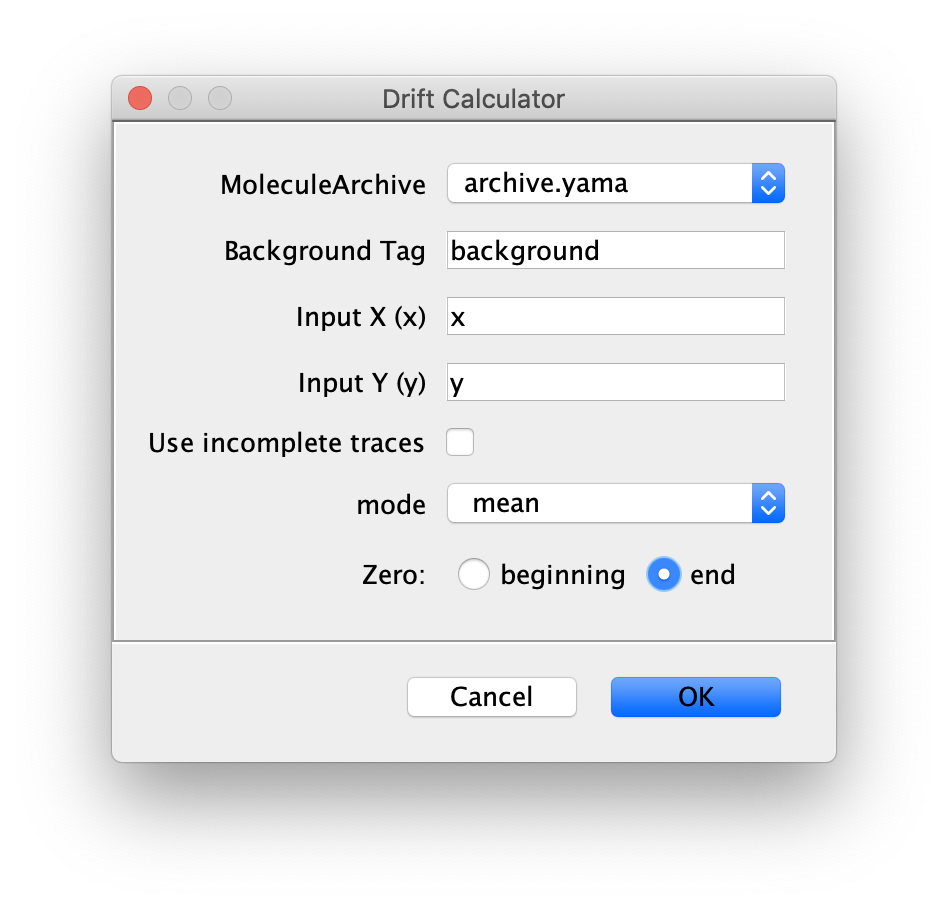 Drift Calculator
MoleculeArchive archive.yama
Background Tag background
Input X (x) x
Input Y (y) y
Use incomplete traces
mode mean
Zero: beginning end
Cancel OK